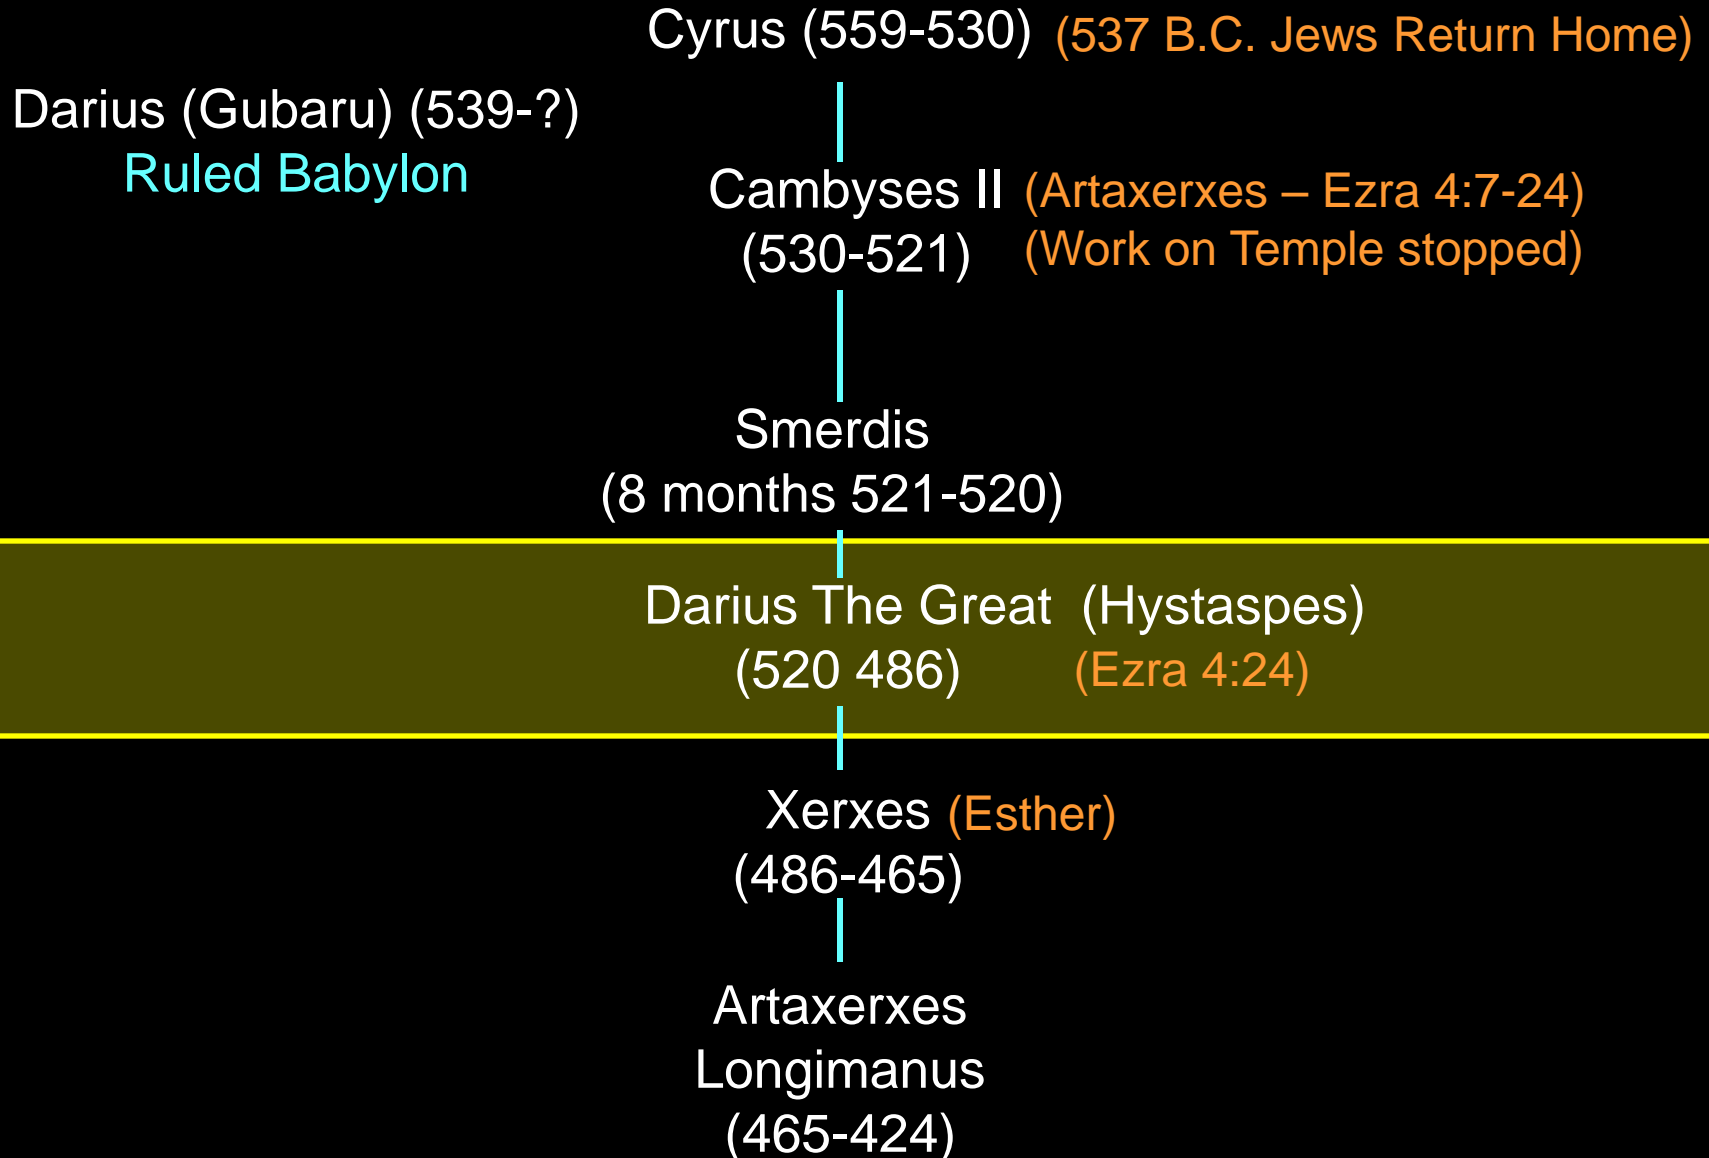 Cyrus (559-530) (537 B.C. Jews Return Home)
Darius (Gubaru) (539-?)
Ruled Babylon
Cambyses II (Artaxerxes – Ezra 4:7-24)
(530-521) (Work on Temple stopped)
Smerdis
(8 months 521-520)
Darius The Great (Hystaspes)
(520 486) (Ezra 4:24)
Xerxes (Esther)
(486-465)
Artaxerxes
Longimanus
(465-424)